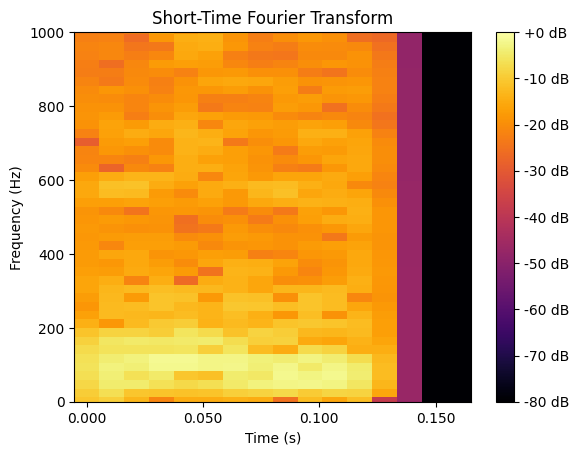 Short-Time Fourier Transform
1000
800
600
400
200
0
Frequency (Hz)
0.000
0.050
0.100
0.150
Time (s)
+0 dB
-10 dB
-20 dB
-30 dB
-40 dB
-50 dB
-60 dB
-70 dB
-80 dB